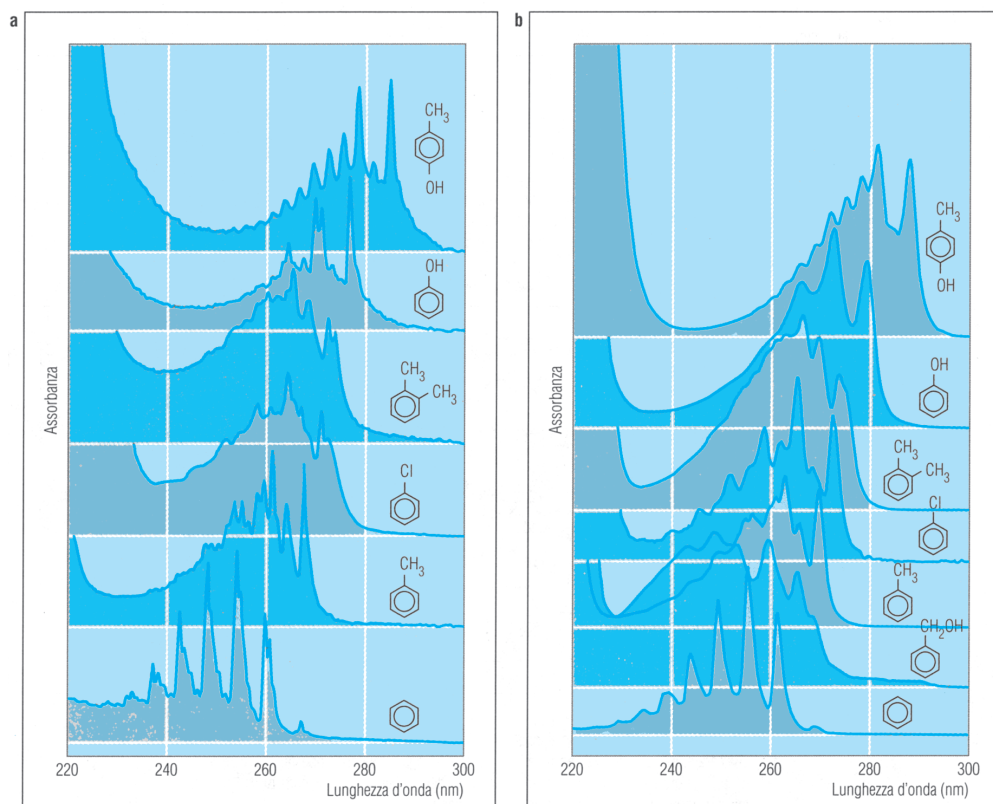 a
Assorbanza
CH3
OH
OH
CH3
CH3
Cl
CH3
220 240 260 280 300
Lunghezza d'onda (nm)
b
Assorbanza
CH3
OH
OH
CH3
CH3
Cl
CH3
CH2OH
220 240 260 280 300
Lunghezza d'onda (nm)